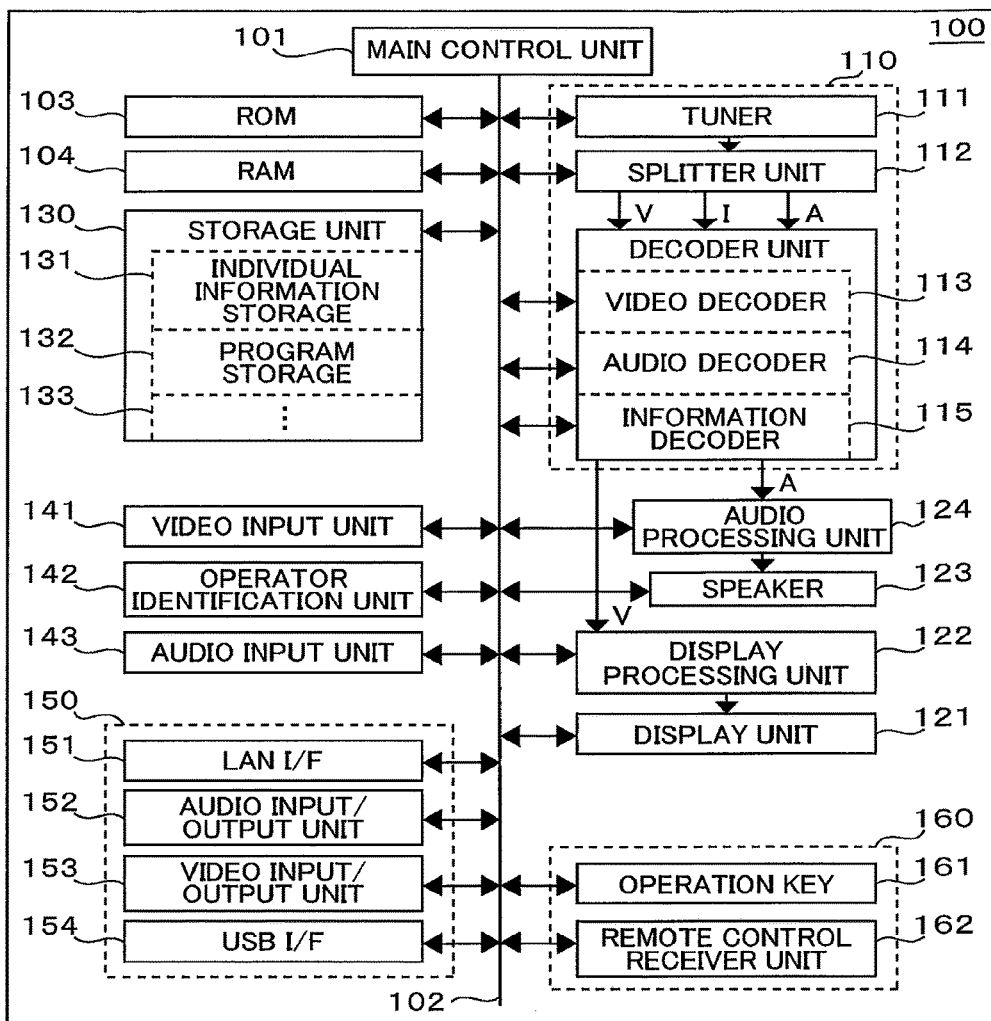 100
101
MAIN CONTROL UNIT
110
103
ROM
TUNER
111
104
RAM
SPLITTER UNIT
112
V
I
A
130
STORAGE UNIT
DECODER UNIT
131
INDIVIDUAL
INFORMATION
STORAGE
VIDEO DECODER
113
132
PROGRAM
STORAGE
AUDIO DECODER
114
133
⋮
INFORMATION
DECODER
115
A
141
VIDEO INPUT UNIT
AUDIO
PROCESSING UNIT
124
142
OPERATOR
IDENTIFICATION UNIT
SPEAKER
123
V
143
AUDIO INPUT UNIT
DISPLAY
PROCESSING UNIT
122
150
151
LAN I/F
DISPLAY UNIT
121
152
AUDIO INPUT/
OUTPUT UNIT
160
153
VIDEO INPUT/
OUTPUT UNIT
OPERATION KEY
161
154
USB I/F
REMOTE CONTROL
RECEIVER UNIT
162
102